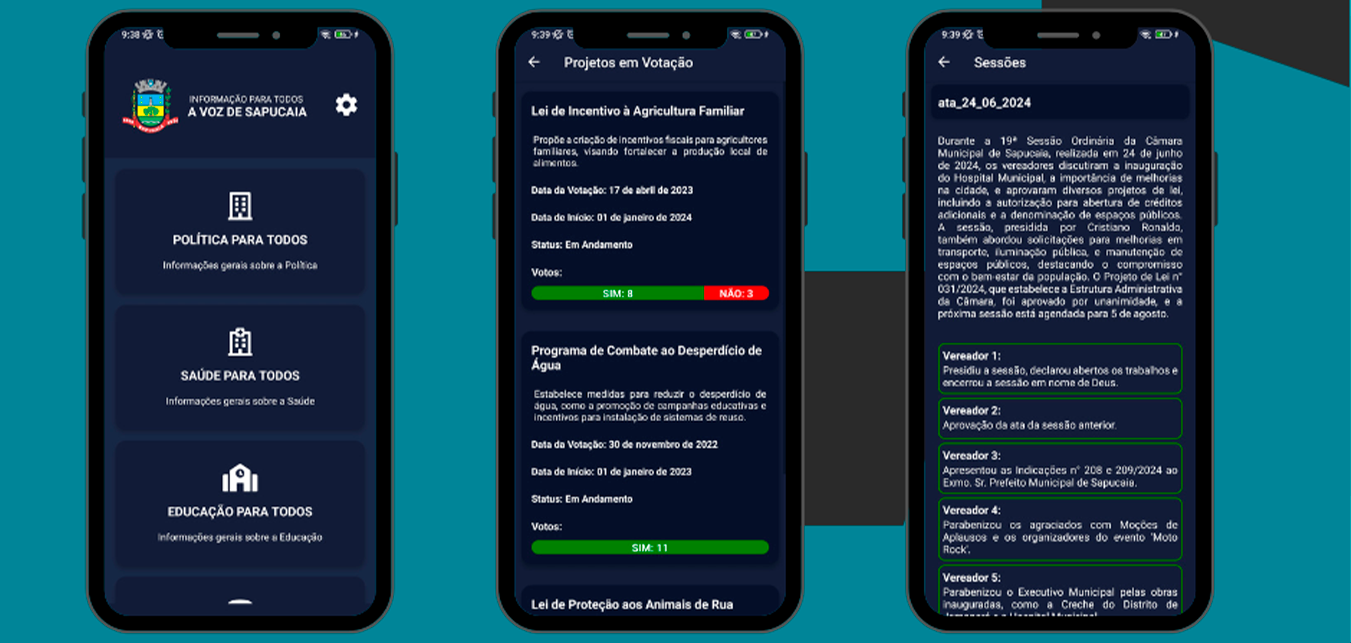 9:38
INFORMAÇÃO PARA TODOS
A VOZ DE SAPUCAIA
POLÍTICA PARA TODOS
Informações gerais sobre a Política
SAÚDE PARA TODOS
Informações gerais sobre a Saúde
EDUCAÇÃO PARA TODOS
Informações gerais sobre a Educação
9:39
Projetos em Votação
Lei de Incentivo à Agricultura Familiar
Propõe a criação de incentivos fiscais para agricultores
familiares, visando fortalecer a produção local de
alimentos.
Data da Votação: 17 de abril de 2023
Data de Início: 01 de janeiro de 2024
Status: Em Andamento
Votos:
SIM: 8
NÃO: 3
Programa de Combate ao Desperdício de
Água
Estabelece medidas para reduzir o desperdício de
água, como a promoção de campanhas educativas e
incentivos para instalação de sistemas de reuso.
Data da Votação: 30 de novembro de 2022
Data de Início: 01 de janeiro de 2023
Status: Em Andamento
Votos:
SIM: 11
Lei de Proteção aos Animais de Rua
9:39
Sessões
ata_24_06_2024
Durante a 19ª Sessão Ordinária da Câmara
Municipal de Sapucaia, realizada em 24 de junho
de 2024, os vereadores discutiram a inauguração
do Hospital Municipal, a importância de melhorias
na cidade, e aprovaram diversos projetos de lei,
incluindo a autorização para abertura de créditos
adicionais e a denominação de espaços públicos.
A sessão, presidida por Cristiano Ronaldo,
também abordou solicitações para melhorias em
transporte, iluminação pública, e manutenção de
espaços públicos, destacando o compromisso
com o bem-estar da população. O Projeto de Lei n°
031/2024, que estabelece a Estrutura Administrativa
da Câmara, foi aprovado por unanimidade, e a
próxima sessão está agendada para 5 de agosto.
Vereador 1:
Presidiu a sessão, declarou abertos os trabalhos e
encerrou a sessão em nome de Deus.
Vereador 2:
Aprovação da ata da sessão anterior.
Vereador 3:
Apresentou as Indicações n° 208 e 209/2024 ao
Exmo. Sr. Prefeito Municipal de Sapucaia.
Vereador 4:
Parabenizou os agraciados com Moções de
Aplausos e os organizadores do evento 'Moto
Rock'.
Vereador 5:
Parabenizou o Executivo Municipal pelas obras
inauguradas, como a Creche do Distrito de
e o Hospital Municipal.